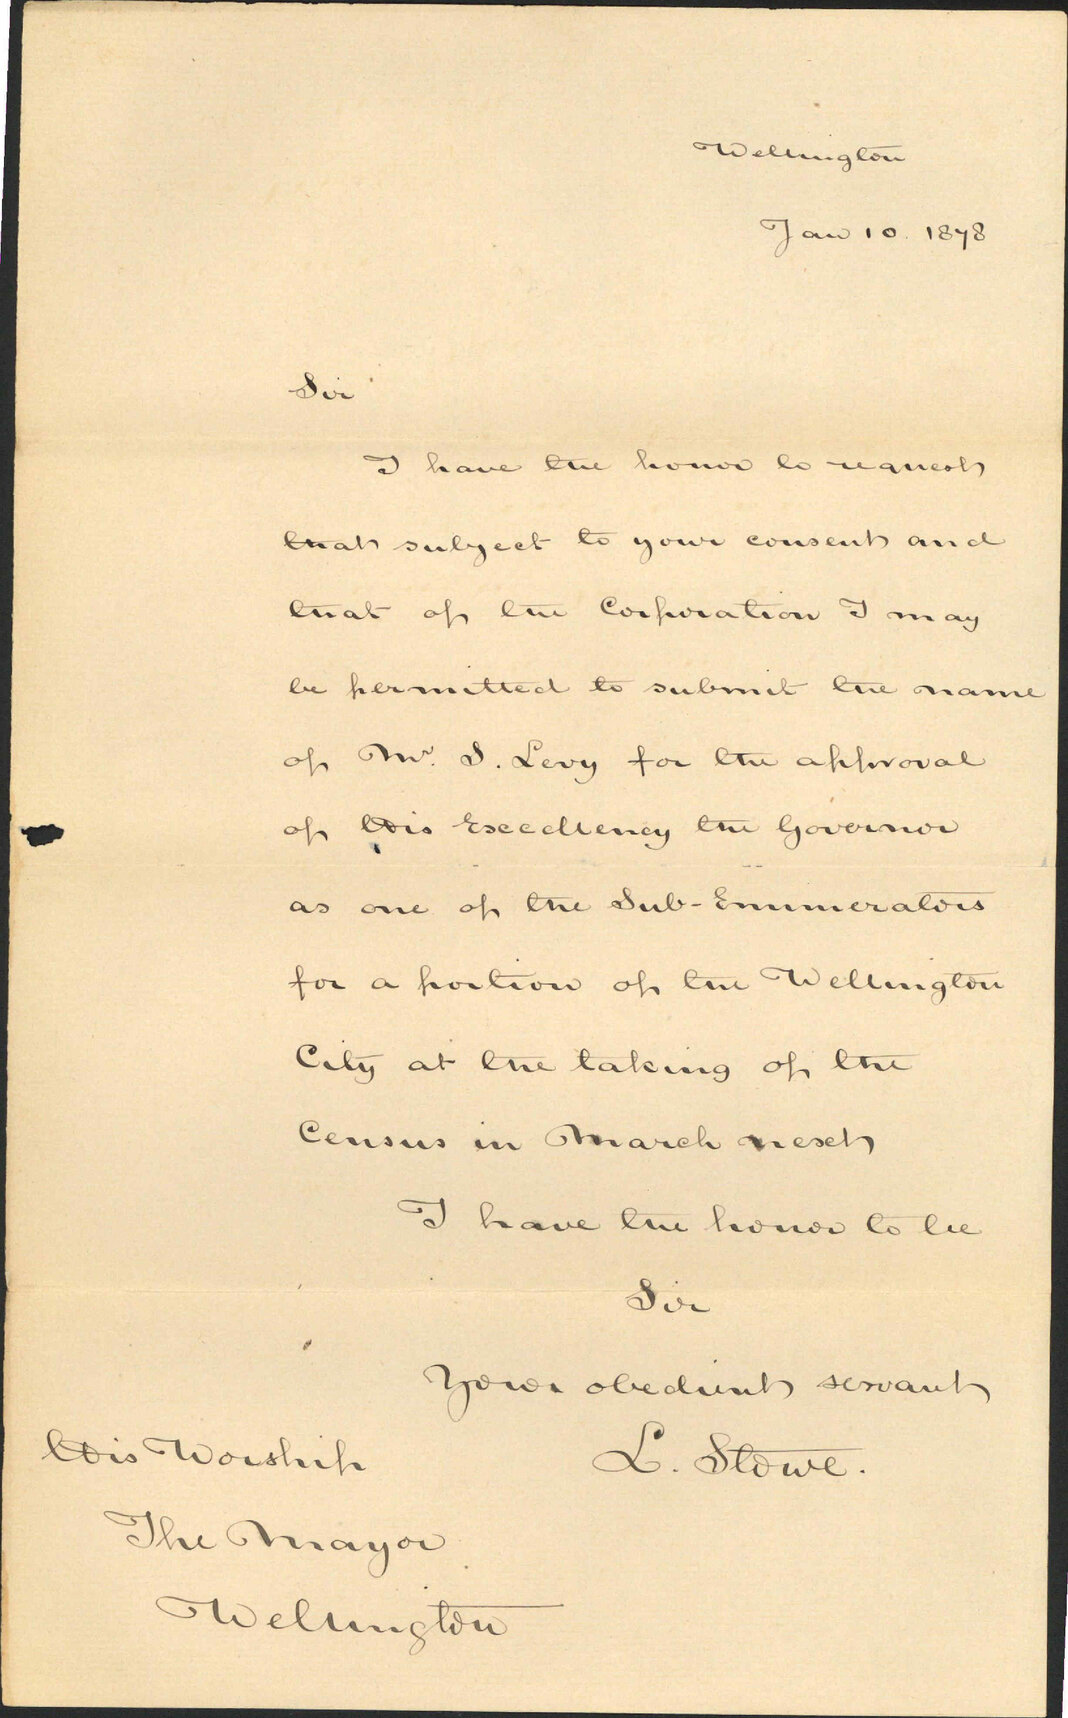 Wellington
Jan 10. 1878
Sir
I have the honor to request
that subject to your consent and
that of the Corporation I may
be permitted to submit the name
of Mr. S. Levy for the approval
of His Excellency the Governor
as one of the Sub-Enumerators
for a portion of the Wellington
City at the taking of the
Census in March next
I have the honor to be
Sir
Your obedient servant
L. Stowe.
His Worship
The Mayor
Wellington